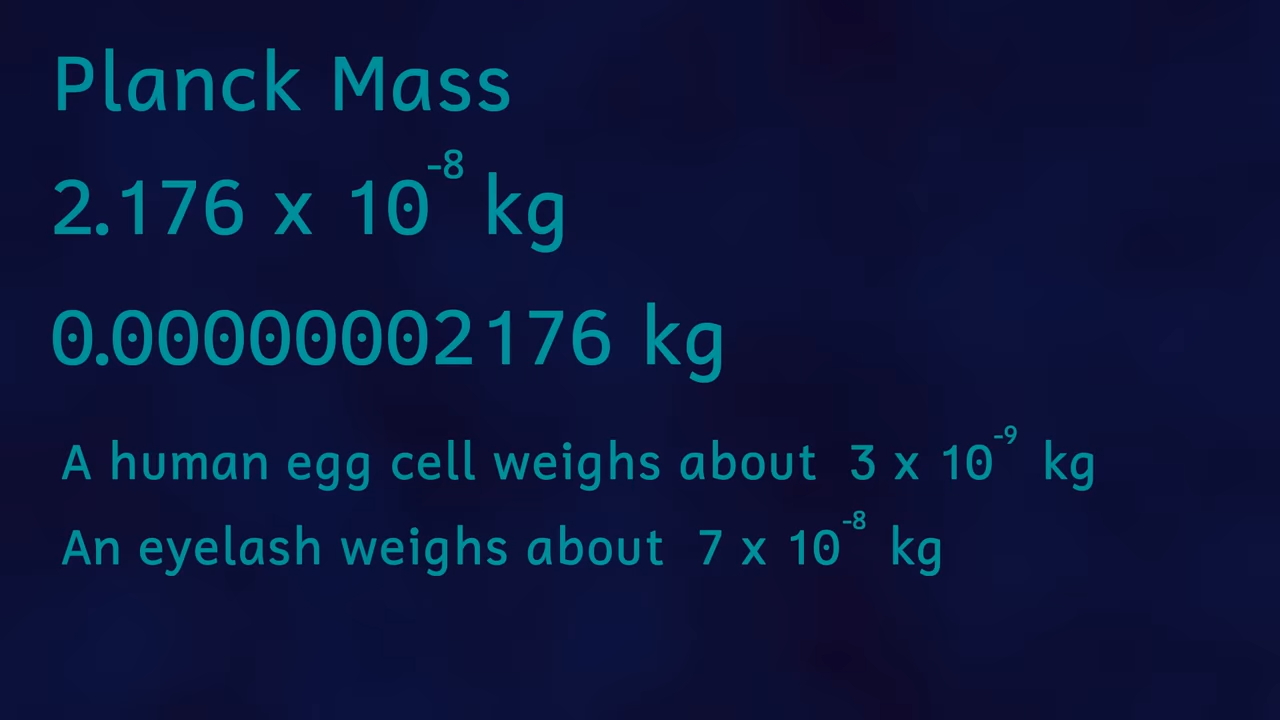 Planck Mass
2.176 x 10⁻⁸ kg
0.00000002176 kg
A human egg cell weighs about 3 x 10⁻⁹ kg
An eyelash weighs about 7 x 10⁻⁸ kg